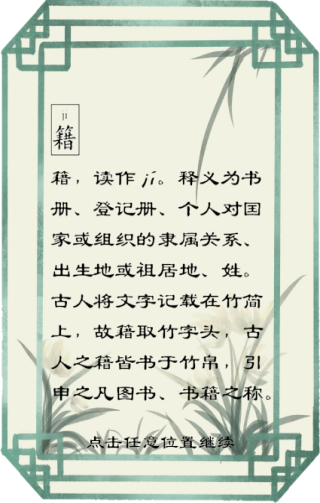 jí
籍
籍，读作jí。释义为书
册、登记册、个人对国
家或组织的隶属关系、
出生地或祖居地、姓。
古人将文字记载在竹简
上，故籍取竹字头，古
人之籍皆书于竹帛，引
申之凡图书、书籍之称。
点击任意位置继续